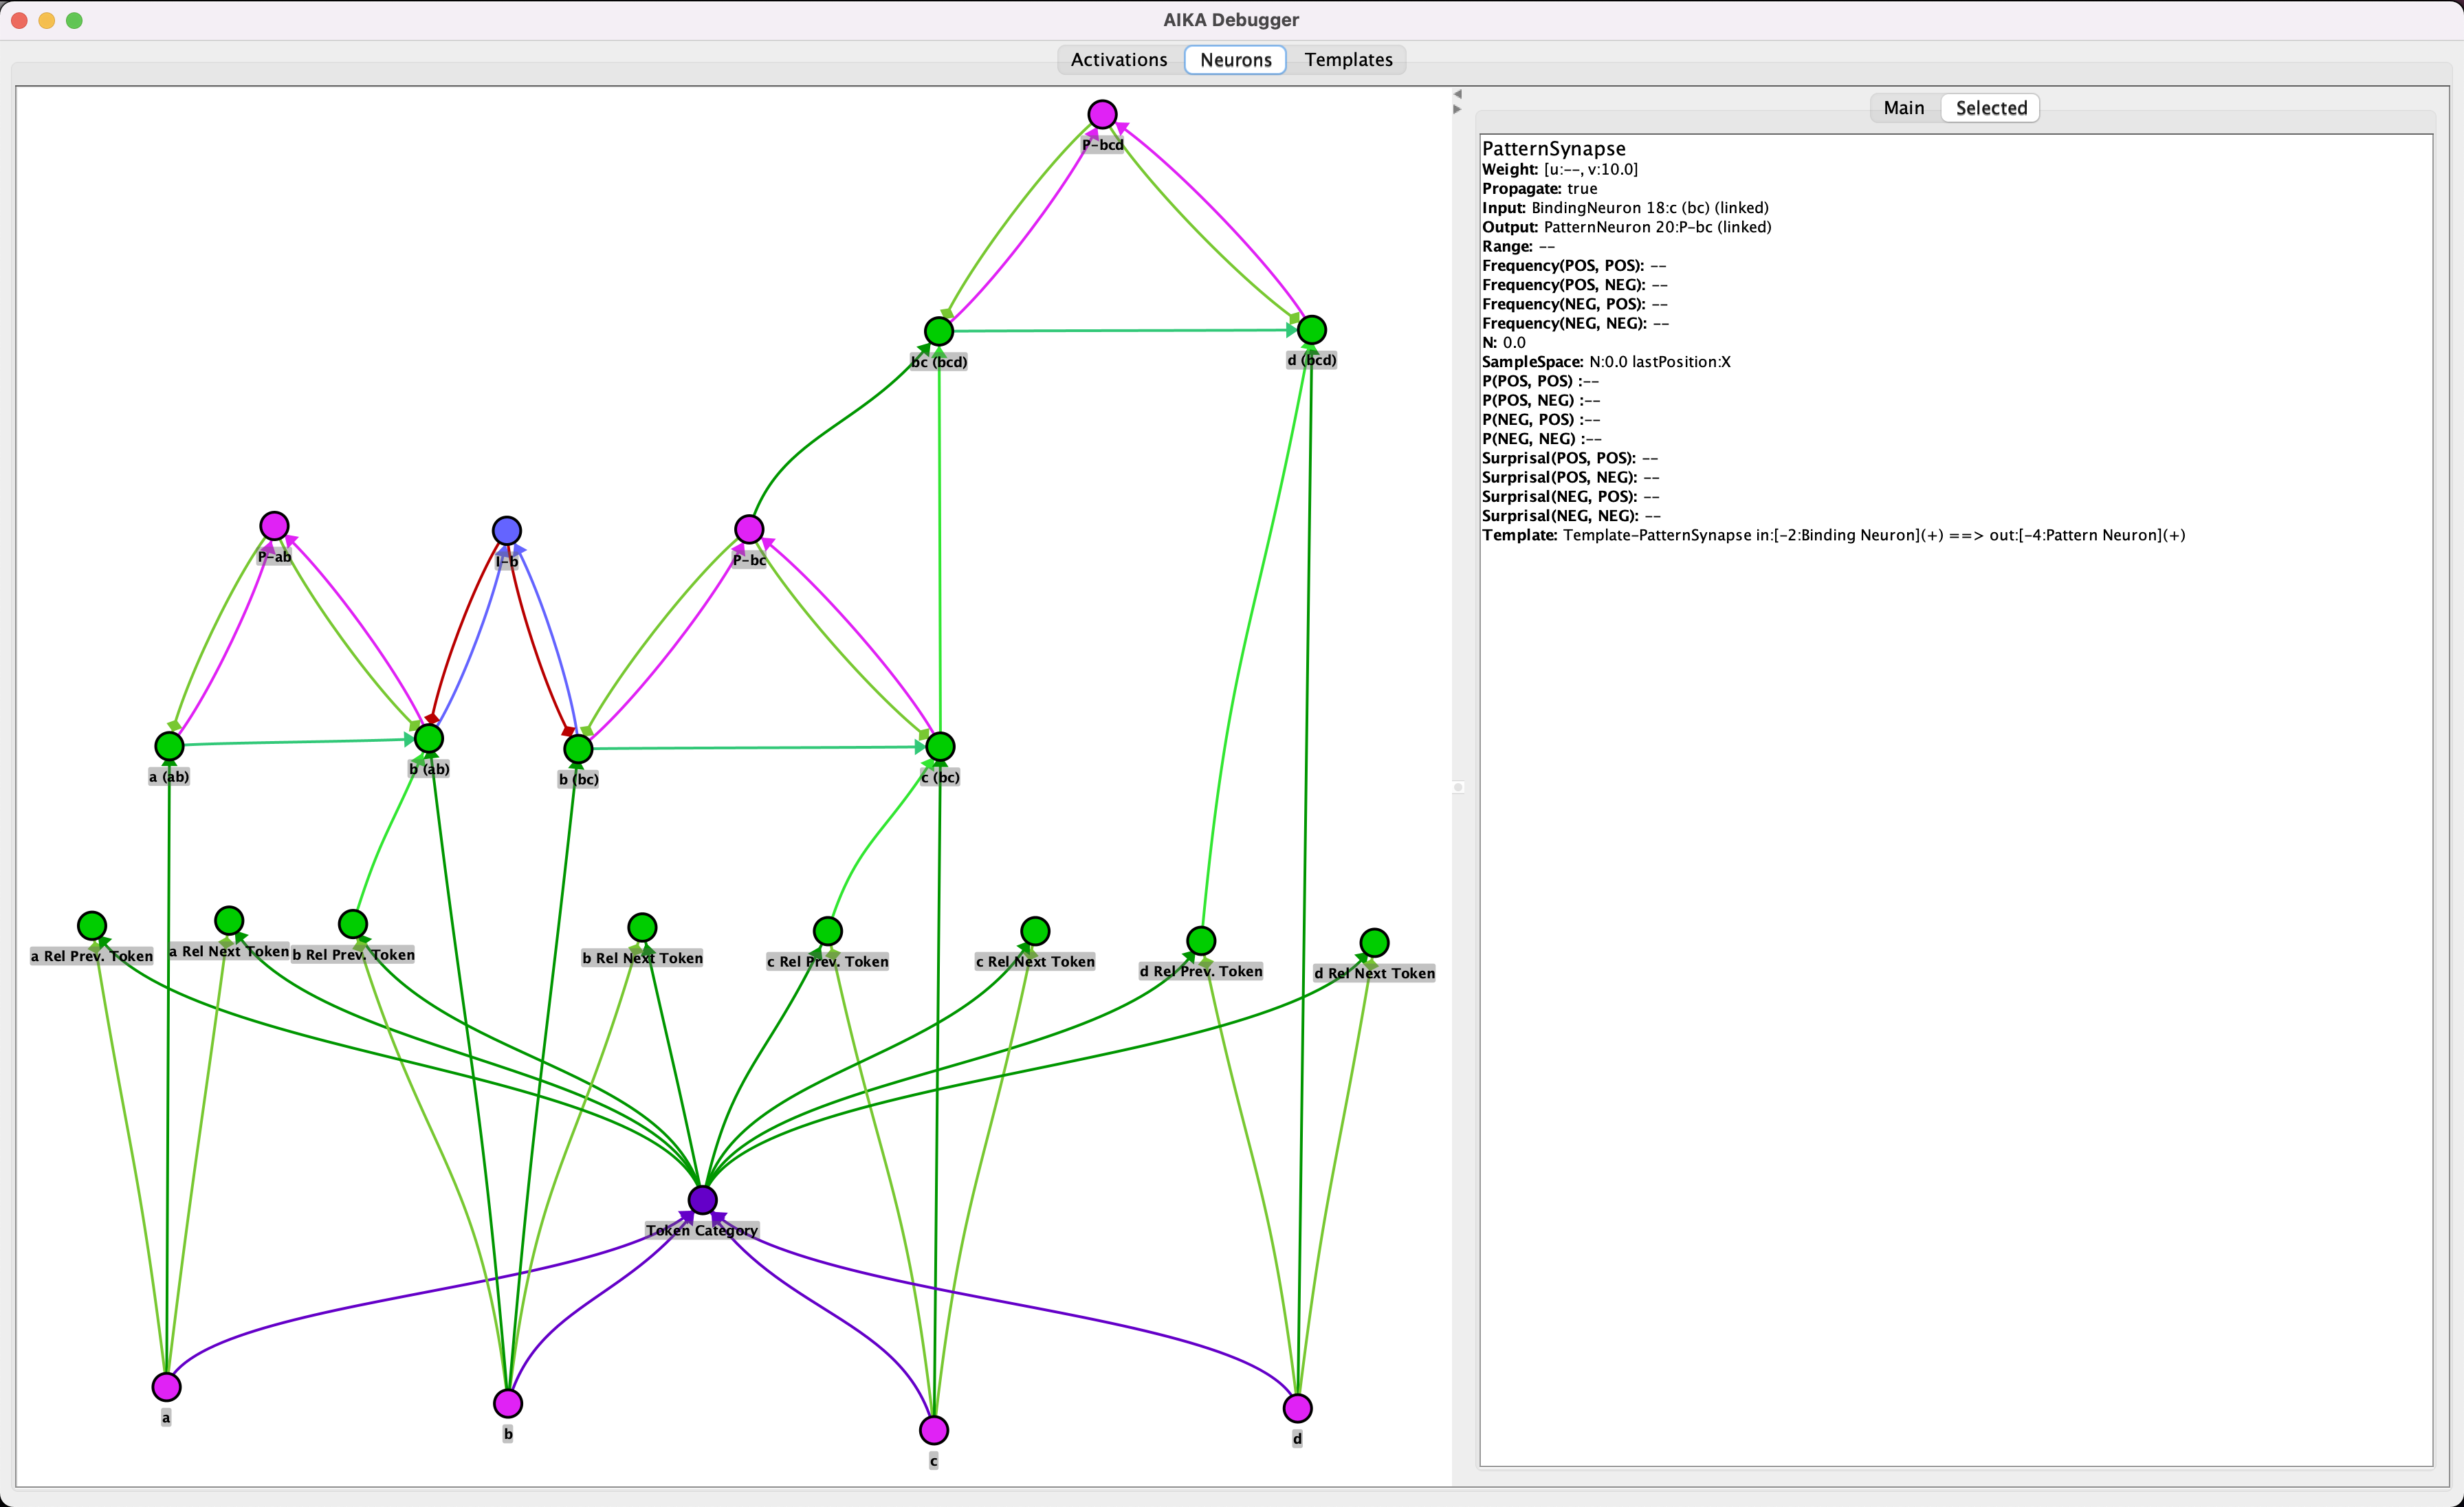 AIKA Debugger
Activations
Neurons
Templates
Main
Selected
P-bcd
bc (bcd)
d (bcd)
P-ab
I-b
P-bc
a (ab)
b (ab)
b (bc)
c (bc)
a Rel Prev. Token
a Rel Next Token
b Rel Prev. Token
b Rel Next Token
c Rel Prev. Token
c Rel Next Token
d Rel Prev. Token
d Rel Next Token
Token Category
a
b
c
d
PatternSynapse
Weight: [u:--, v:10.0]
Propagate: true
Input: BindingNeuron 18:c (bc) (linked)
Output: PatternNeuron 20:P-bc (linked)
Range: --
Frequency(POS, POS): --
Frequency(POS, NEG): --
Frequency(NEG, POS): --
Frequency(NEG, NEG): --
N: 0.0
SampleSpace: N:0.0 lastPosition:X
P(POS, POS) :--
P(POS, NEG) :--
P(NEG, POS) :--
P(NEG, NEG) :--
Surprisal(POS, POS): --
Surprisal(POS, NEG): --
Surprisal(NEG, POS): --
Surprisal(NEG, NEG): --
Template: Template-PatternSynapse in:[-2:Binding Neuron](+) ==> out:[-4:Pattern Neuron](+)